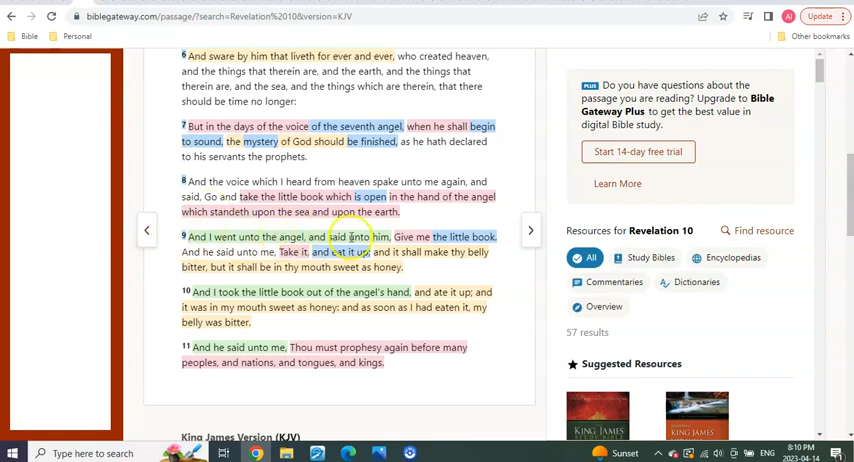 biblegateway.com/passage/?search=Revelation%2010&version=KJV
AI
Update
Bible
Personal
Other bookmarks
6 And sware by him that liveth for ever and ever, who created heaven,
and the things that therein are, and the earth, and the things that
therein are, and the sea, and the things which are therein, that there
should be time no longer:
7 But in the days of the voice of the seventh angel, when he shall begin
to sound, the mystery of God should be finished, as he hath declared
to his servants the prophets.
8 And the voice which I heard from heaven spake unto me again, and
said, Go and take the little book which is open in the hand of the angel
which standeth upon the sea and upon the earth.
9 And I went unto the angel, and said unto him, Give me the little book.
And he said unto me, Take it, and eat it up; and it shall make thy belly
bitter, but it shall be in thy mouth sweet as honey.
10 And I took the little book out of the angel's hand, and ate it up; and
it was in my mouth sweet as honey: and as soon as I had eaten it, my
belly was bitter.
11 And he said unto me, Thou must prophesy again before many
peoples, and nations, and tongues, and kings.
King James Version (KJV)
PLUS Do you have questions about the
passage you are reading? Upgrade to Bible
Gateway Plus to get the best value in
digital Bible study.
Start 14-day free trial
Learn More
Resources for Revelation 10
Find resource
All
Study Bibles
Encyclopedias
Commentaries
Dictionaries
Overview
57 results
Suggested Resources
KING JAMES
STUDY BIBLE
KING JAMES
Type here to search
Sunset
ENG
8:10 PM
2023-04-14